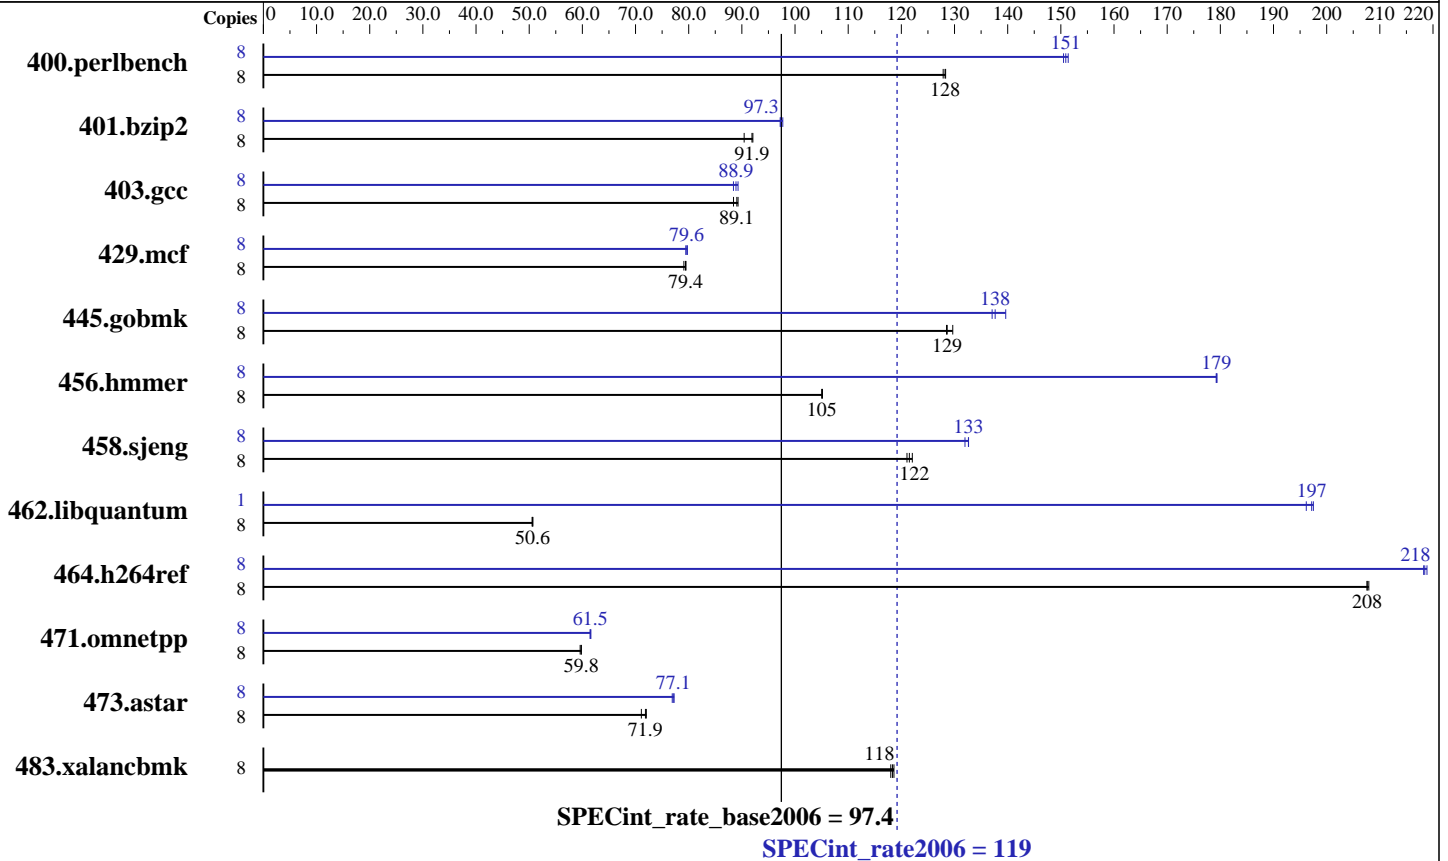 Copies 0 10.0 20.0 30.0 40.0 50.0 60.0 70.0 80.0 90.0 100 110 120 130 140 150 160 170 180 190 200 210 220
400.perlbench 8 151
8 128
401.bzip2 8 97.3
8 91.9
403.gcc 8 88.9
8 89.1
429.mcf 8 79.6
8 79.4
445.gobmk 8 138
8 129
456.hmmer 8 179
8 105
458.sjeng 8 133
8 122
462.libquantum 1 197
8 50.6
464.h264ref 8 218
8 208
471.omnetpp 8 61.5
8 59.8
473.astar 8 77.1
8 71.9
483.xalancbmk 8 118
SPECint_rate_base2006 = 97.4
SPECint_rate2006 = 119